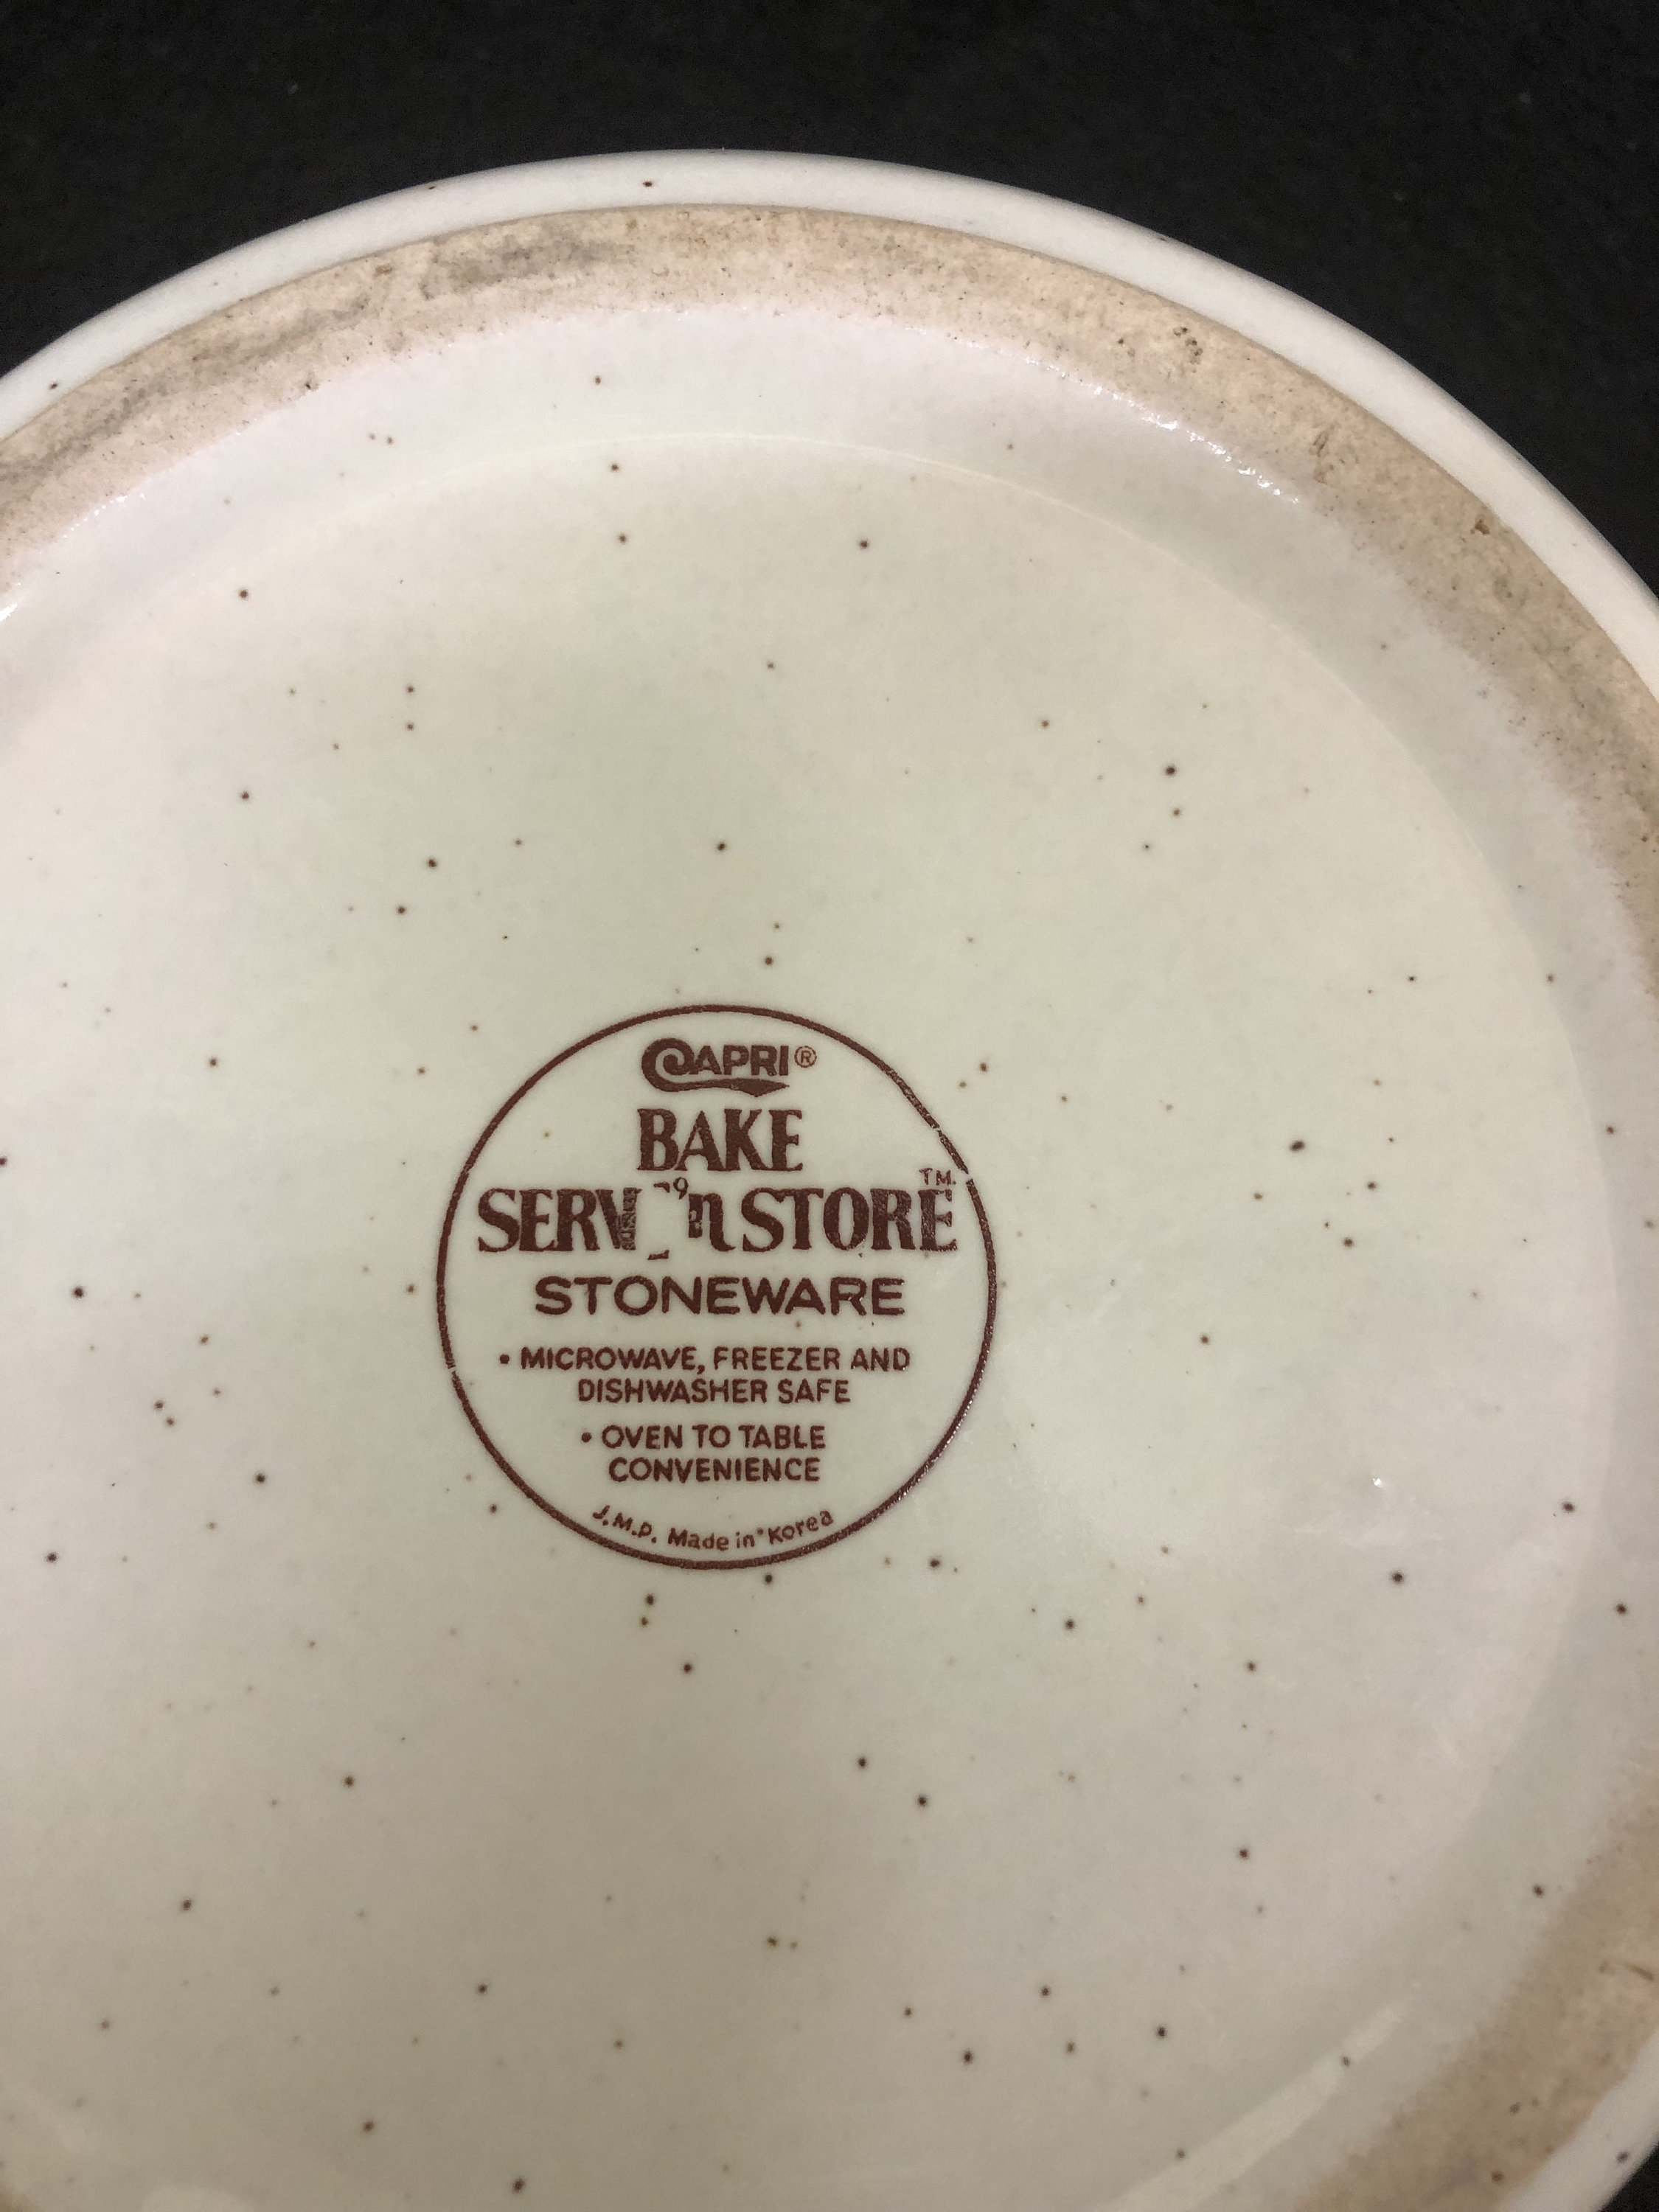 CAPRI®
BAKE
SERV 'n STORE™
STONEWARE
• MICROWAVE, FREEZER AND
DISHWASHER SAFE
• OVEN TO TABLE
CONVENIENCE
J.M.P. Made in Korea